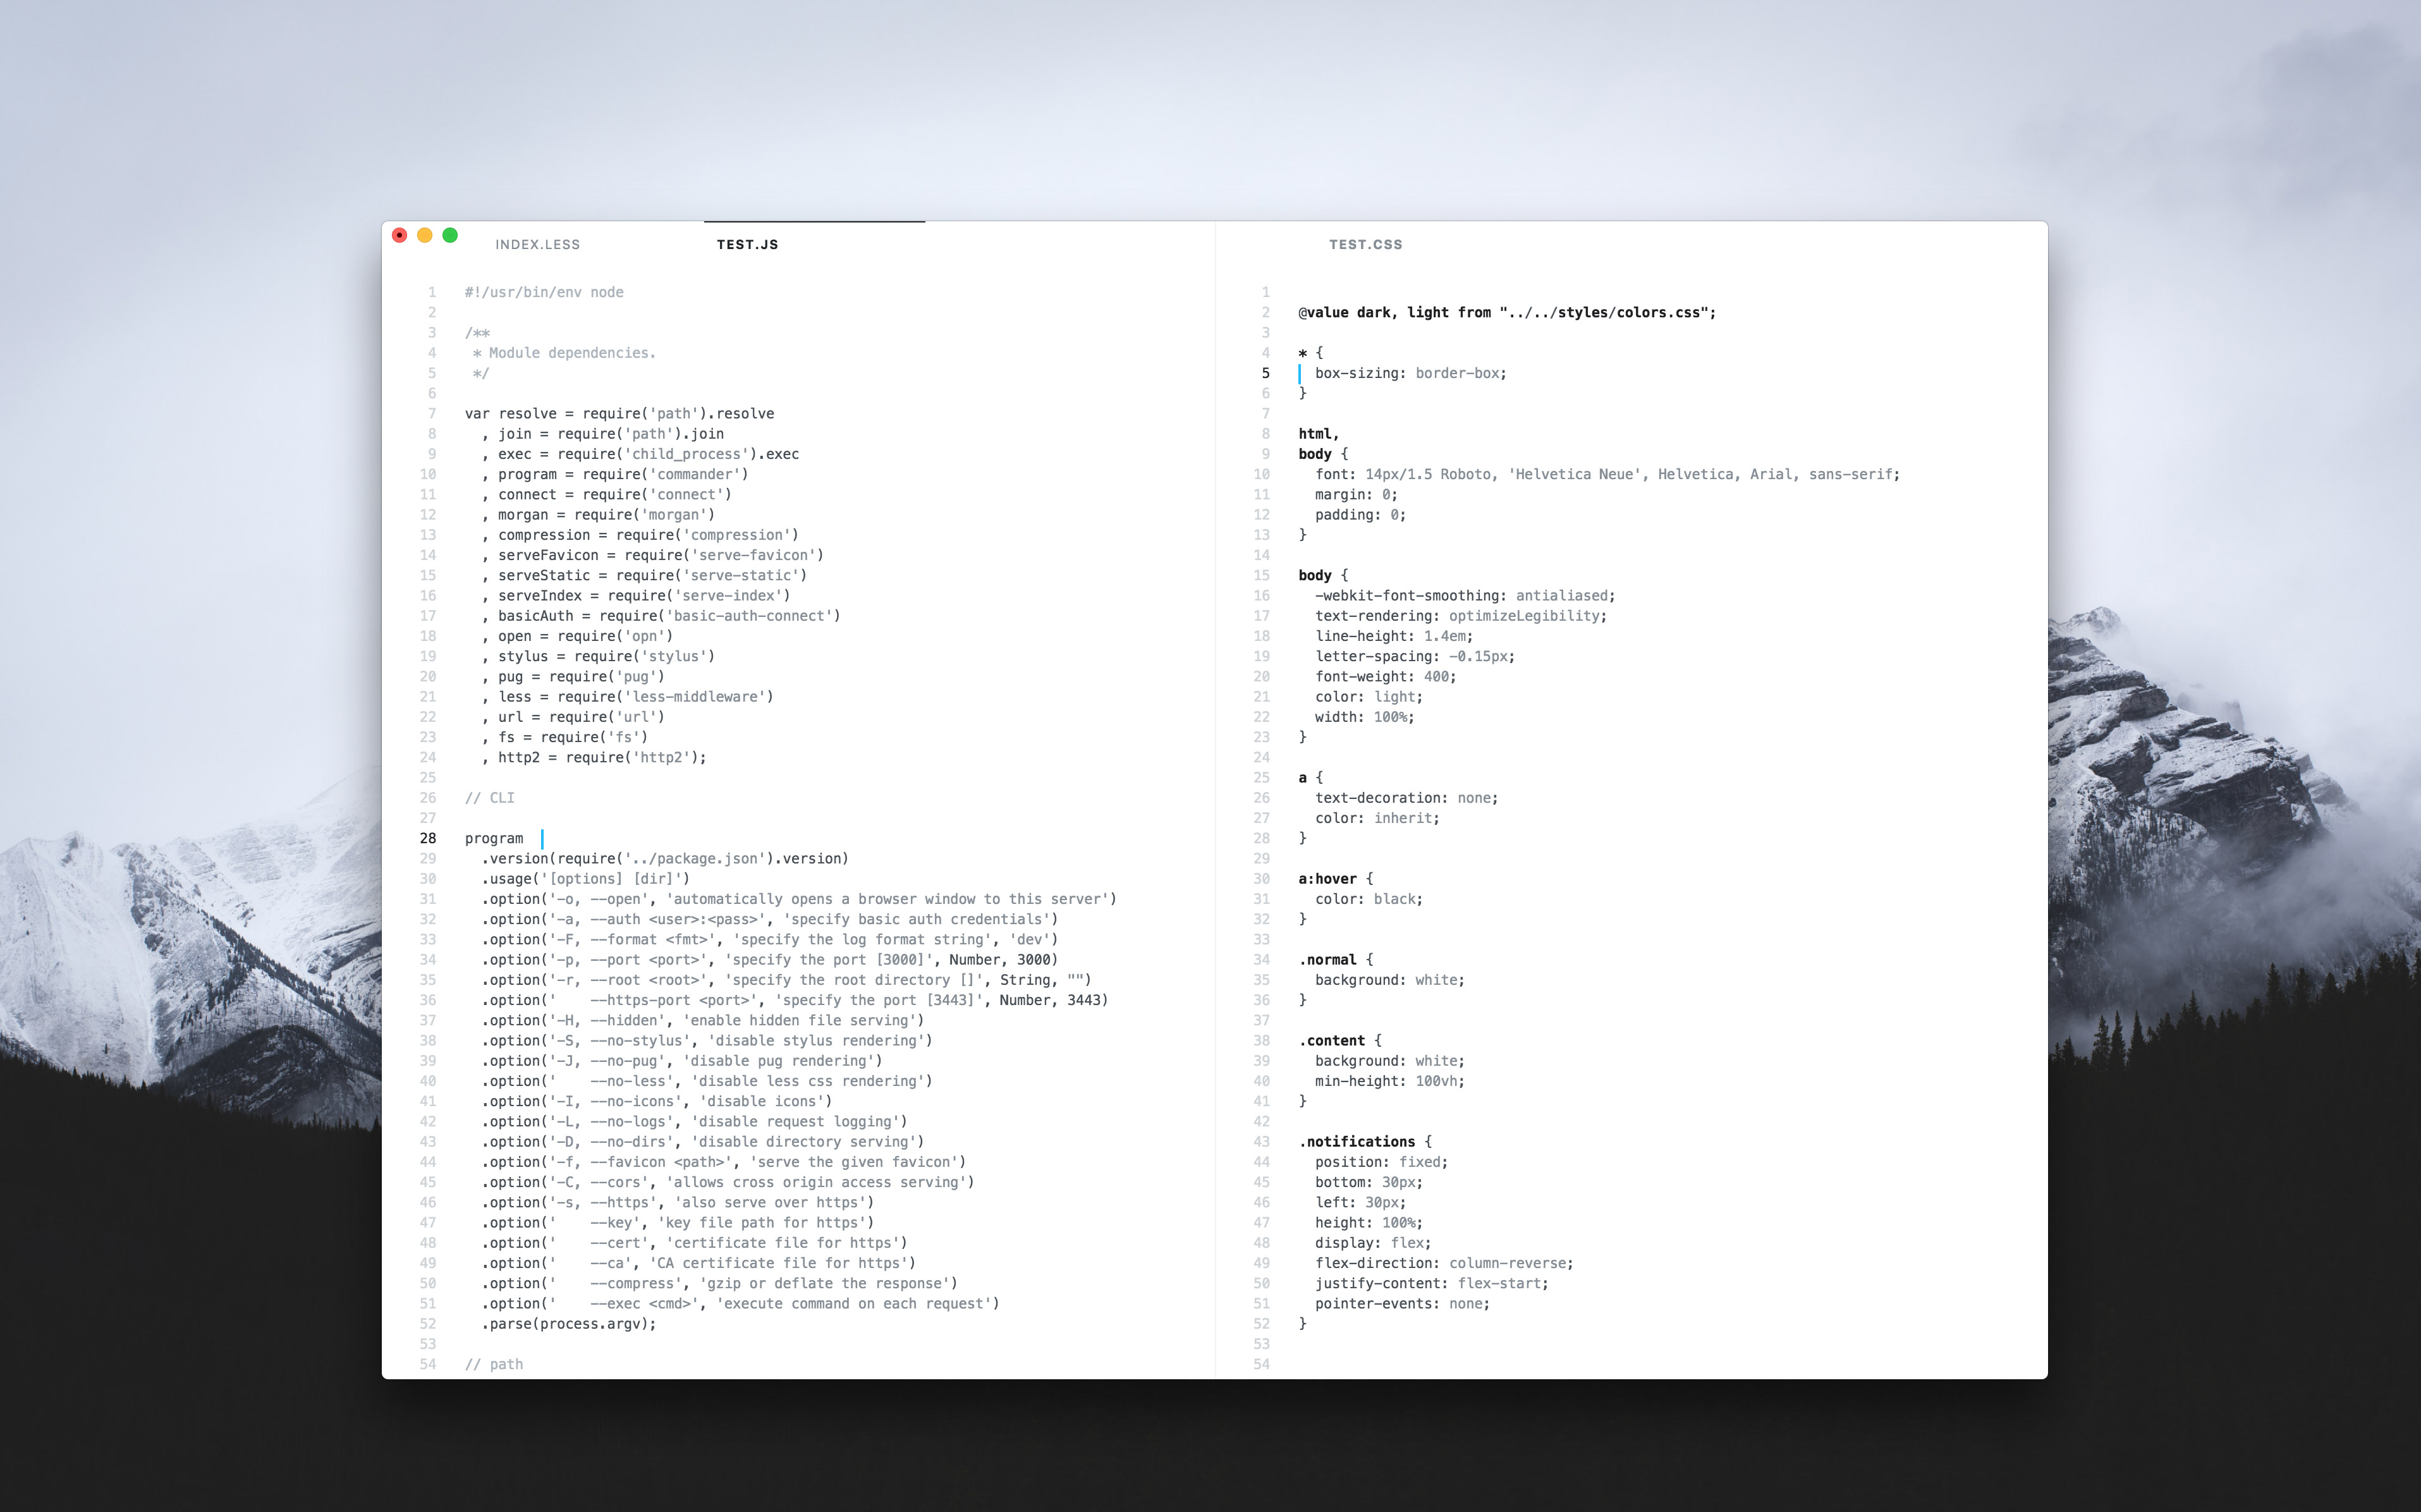 INDEX.LESS
TEST.JS
1 #!/usr/bin/env node
2
3 /**
4  * Module dependencies.
5  */
6
7 var resolve = require('path').resolve
8   , join = require('path').join
9   , exec = require('child_process').exec
10   , program = require('commander')
11   , connect = require('connect')
12   , morgan = require('morgan')
13   , compression = require('compression')
14   , serveFavicon = require('serve-favicon')
15   , serveStatic = require('serve-static')
16   , serveIndex = require('serve-index')
17   , basicAuth = require('basic-auth-connect')
18   , open = require('opn')
19   , stylus = require('stylus')
20   , pug = require('pug')
21   , less = require('less-middleware')
22   , url = require('url')
23   , fs = require('fs')
24   , http2 = require('http2');
25
26 // CLI
27
28 program
29   .version(require('../package.json').version)
30   .usage('[options] [dir]')
31   .option('-o, --open', 'automatically opens a browser window to this server')
32   .option('-a, --auth <user>:<pass>', 'specify basic auth credentials')
33   .option('-F, --format <fmt>', 'specify the log format string', 'dev')
34   .option('-p, --port <port>', 'specify the port [3000]', Number, 3000)
35   .option('-r, --root <root>', 'specify the root directory []', String, "")
36   .option('    --https-port <port>', 'specify the port [3443]', Number, 3443)
37   .option('-H, --hidden', 'enable hidden file serving')
38   .option('-S, --no-stylus', 'disable stylus rendering')
39   .option('-J, --no-pug', 'disable pug rendering')
40   .option('    --no-less', 'disable less css rendering')
41   .option('-I, --no-icons', 'disable icons')
42   .option('-L, --no-logs', 'disable request logging')
43   .option('-D, --no-dirs', 'disable directory serving')
44   .option('-f, --favicon <path>', 'serve the given favicon')
45   .option('-C, --cors', 'allows cross origin access serving')
46   .option('-s, --https', 'also serve over https')
47   .option('    --key', 'key file path for https')
48   .option('    --cert', 'certificate file for https')
49   .option('    --ca', 'CA certificate file for https')
50   .option('    --compress', 'gzip or deflate the response')
51   .option('    --exec <cmd>', 'execute command on each request')
52   .parse(process.argv);
53
54 // path
TEST.CSS
1
2 @value dark, light from "../../styles/colors.css";
3
4 * {
5   box-sizing: border-box;
6 }
7
8 html,
9 body {
10   font: 14px/1.5 Roboto, 'Helvetica Neue', Helvetica, Arial, sans-serif;
11   margin: 0;
12   padding: 0;
13 }
14
15 body {
16   -webkit-font-smoothing: antialiased;
17   text-rendering: optimizeLegibility;
18   line-height: 1.4em;
19   letter-spacing: -0.15px;
20   font-weight: 400;
21   color: light;
22   width: 100%;
23 }
24
25 a {
26   text-decoration: none;
27   color: inherit;
28 }
29
30 a:hover {
31   color: black;
32 }
33
34 .normal {
35   background: white;
36 }
37
38 .content {
39   background: white;
40   min-height: 100vh;
41 }
42
43 .notifications {
44   position: fixed;
45   bottom: 30px;
46   left: 30px;
47   height: 100%;
48   display: flex;
49   flex-direction: column-reverse;
50   justify-content: flex-start;
51   pointer-events: none;
52 }
53
54